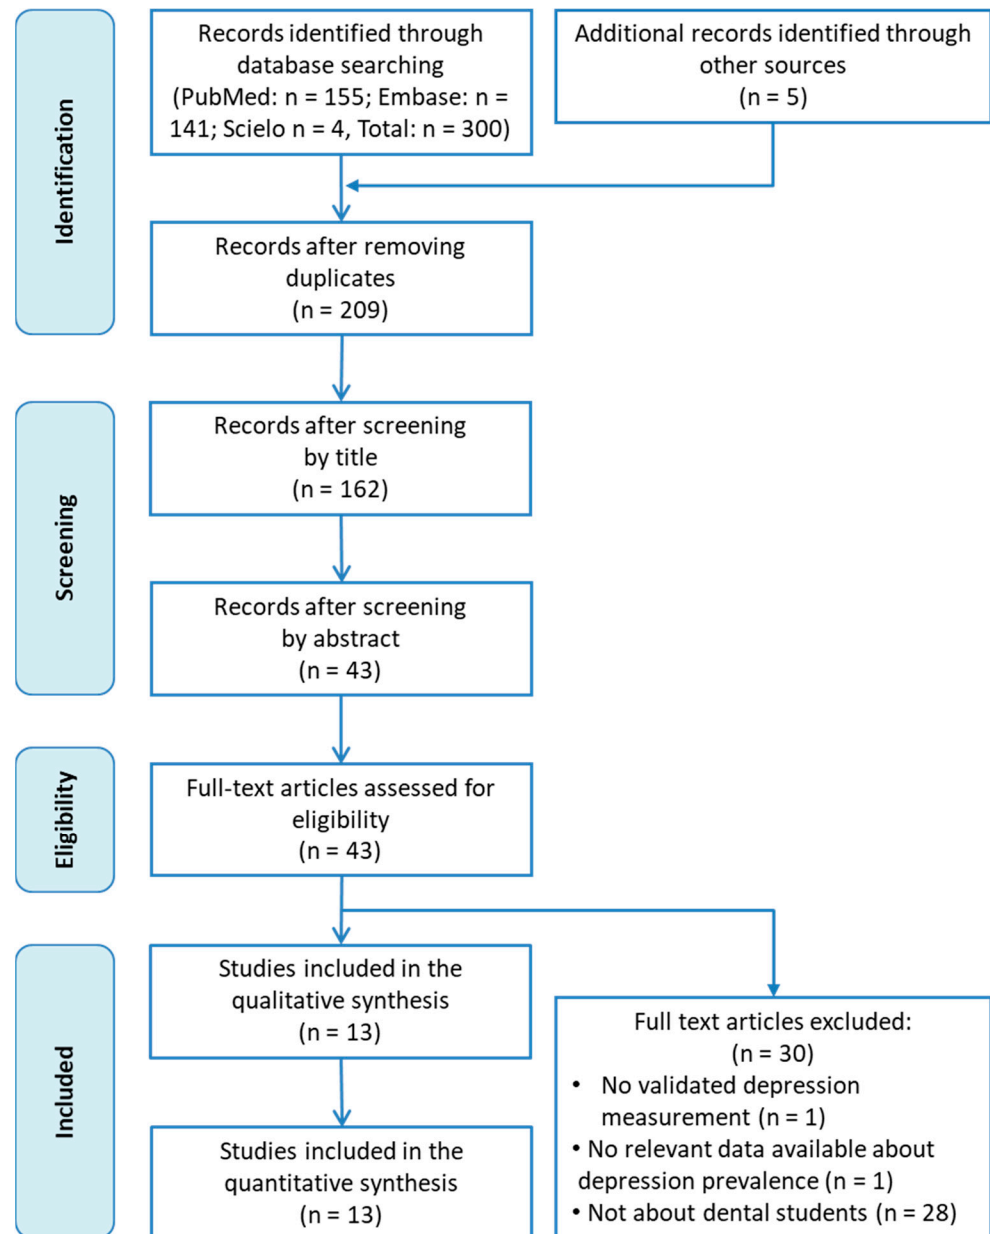 Identification
Records identified through
database searching
(PubMed: n = 155; Embase: n =
141; Scielo n = 4, Total: n = 300)
Additional records identified through
other sources
(n = 5)
Records after removing
duplicates
(n = 209)
Screening
Records after screening
by title
(n = 162)
Records after screening
by abstract
(n = 43)
Eligibility
Full-text articles assessed for
eligibility
(n = 43)
Included
Studies included in the
qualitative synthesis
(n = 13)
Full text articles excluded:
(n = 30)
• No validated depression
measurement (n = 1)
• No relevant data available about
depression prevalence (n = 1)
• Not about dental students (n = 28)
Studies included in the
quantitative synthesis
(n = 13)